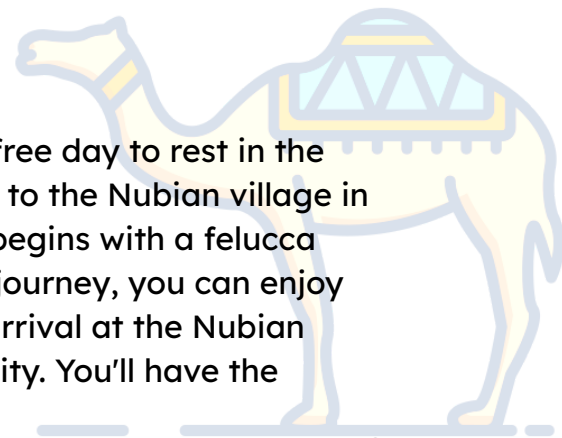 free day to rest in the
to the Nubian village in
begins with a felucca
journey, you can enjoy
rrival at the Nubian
ity. You'll have the